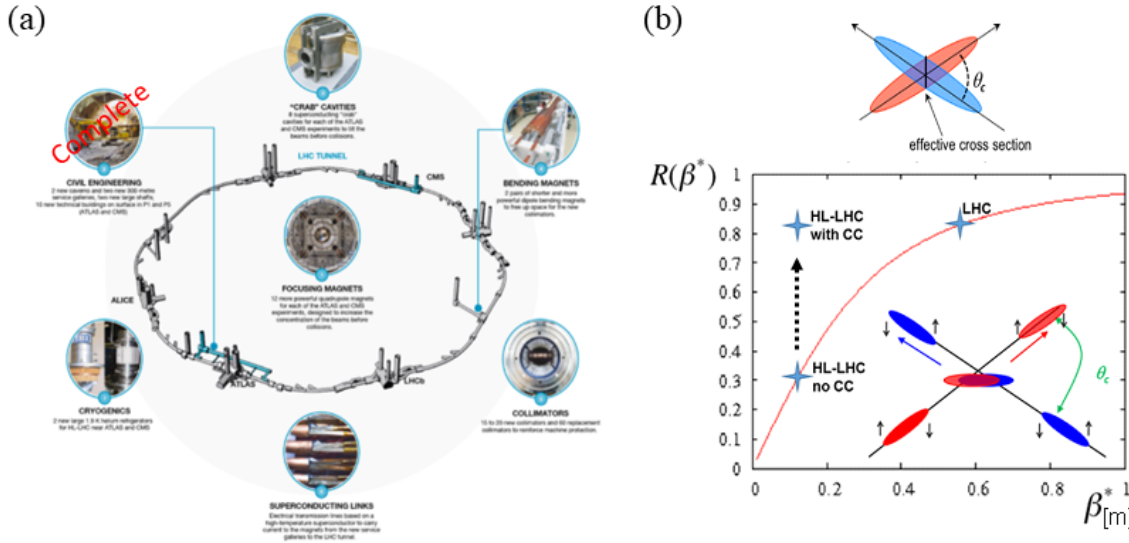 (a)
"CRAB" CAVITIES
8 superconducting "crab"
cavities for each of the ATLAS
and CMS experiments to tilt the
beams before collisions.
Complete
CIVIL ENGINEERING
2 new caverns and two new 300-metre
service galleries, two new large shafts;
10 new technical buildings on surface in P1 and P5
(ATLAS and CMS)
LHC TUNNEL
CMS
BENDING MAGNETS
2 pairs of shorter and more
powerful dipole bending magnets
to free up space for the new
collimators.
FOCUSING MAGNETS
12 more powerful quadrupole magnets
for each of the ATLAS and CMS
experiments, designed to increase the
concentration of the beams before
collisions.
ALICE
ATLAS
LHCb
CRYOGENICS
2 new large 1.8 K helium refrigerators
for HL-LHC near ATLAS and CMS
COLLIMATORS
15 to 20 new collimators and 60 replacement
collimators to reinforce machine protection.
SUPERCONDUCTING LINKS
Electrical transmission lines based on a
high-temperature superconductor to carry
current to the magnets from the new service
galleries to the LHC tunnel.
(b)
θc
effective cross section
R(β*)
1
0.9
0.8
0.7
0.6
0.5
0.4
0.3
0.2
0.1
0
HL-LHC
with CC
LHC
HL-LHC
no CC
θc
0 0.2 0.4 0.6 0.8 1
β*[m]